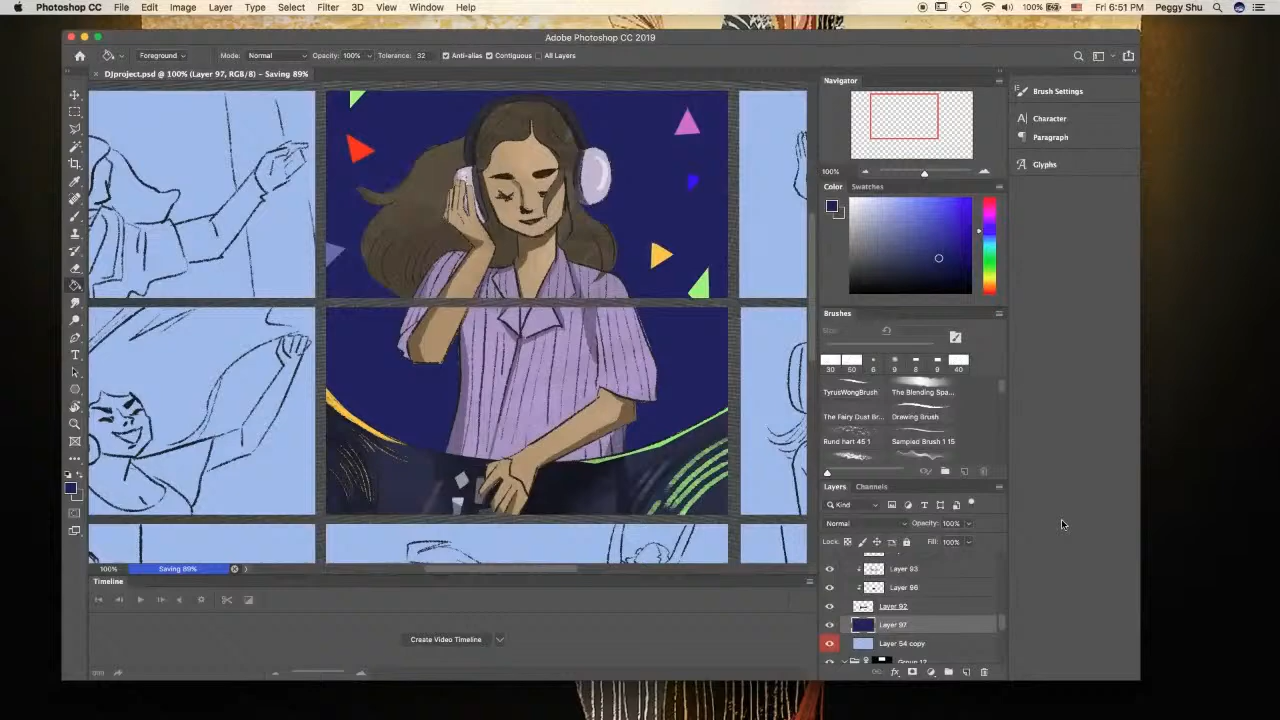 Photoshop CC File Edit Image Layer Type Select Filter 3D View Window Help 100% Fri 6:51 PM Peggy Shu
Adobe Photoshop CC 2019
Foreground Mode: Normal Opacity: 100% Tolerance: 32 Anti-alias Contiguous All Layers
DJproject.psd @ 100% (Layer 97, RGB/8) - Saving 89%
Navigator
100%
Color Swatches
Brushes
Size:
30 50 6 9 8 9 40
TyrusWongBrush The Blending Spa...
The Fairy Dust Br... Drawing Brush
Rund hart 45 1 Sampled Brush 1 15
Layers Channels
Kind
Normal Opacity: 100%
Lock: Fill: 100%
Layer 93
Layer 96
Layer 92
Layer 97
Layer 54 copy
Brush Settings
Character
Paragraph
Glyphs
100% Saving 89%
Timeline
Create Video Timeline